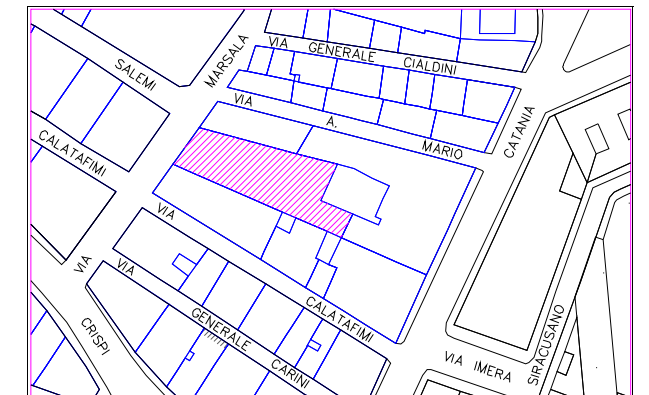 VIA GENERALE CIALDINI
SALEMI
MARSALA
VIA A. MARIO
CATANIA
CALATAFIMI
VIA
VIA
VIA CALATAFIMI
GENERALE CARINI
CRISPI
VIA IMERA
SIRACUSANO